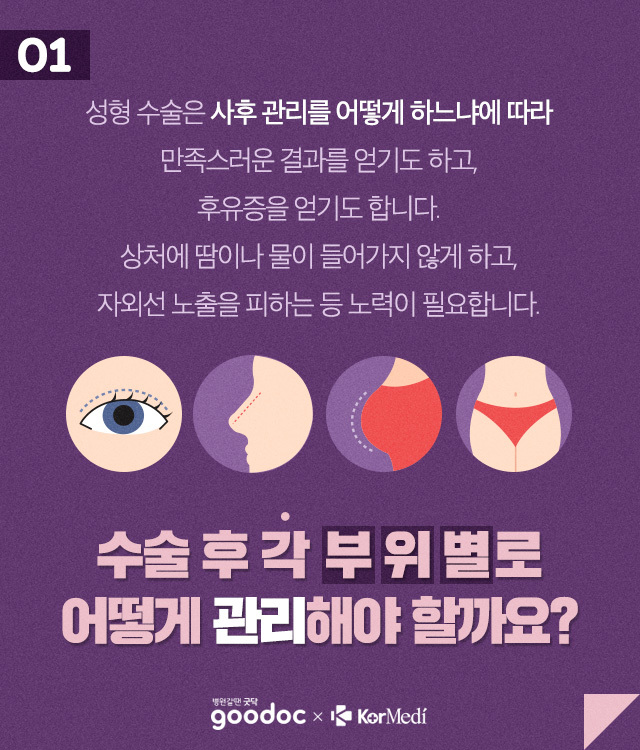 01
성형 수술은 사후 관리를 어떻게 하느냐에 따라
만족스러운 결과를 얻기도 하고,
후유증을 얻기도 합니다.
상처에 땀이나 물이 들어가지 않게 하고,
자외선 노출을 피하는 등 노력이 필요합니다.
수술 후 각 부위별로
어떻게 관리해야 할까요?
병원갈땐 굿닥
goodoc × KorMedi